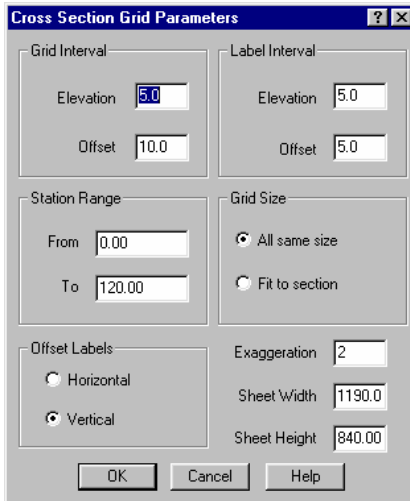 Cross Section Grid Parameters
Grid Interval
Elevation 5.0
Offset 10.0
Label Interval
Elevation 5.0
Offset 5.0
Station Range
From 0.00
To 120.00
Grid Size
All same size
Fit to section
Offset Labels
Horizontal
Vertical
Exaggeration 2
Sheet Width 1190.0
Sheet Height 840.00
OK Cancel Help